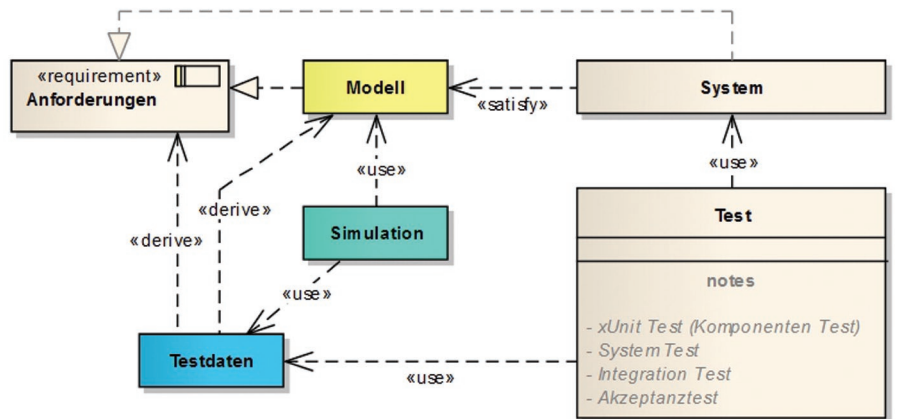 «requirement»
Anforderungen
Modell
System
«satisfy»
«use»
«use»
«derive»
Test
Simulation
«derive»
notes
«use»
- xUnit Test (Komponenten Test)
- System Test
- Integration Test
- Akzeptanztest
Testdaten
«use»